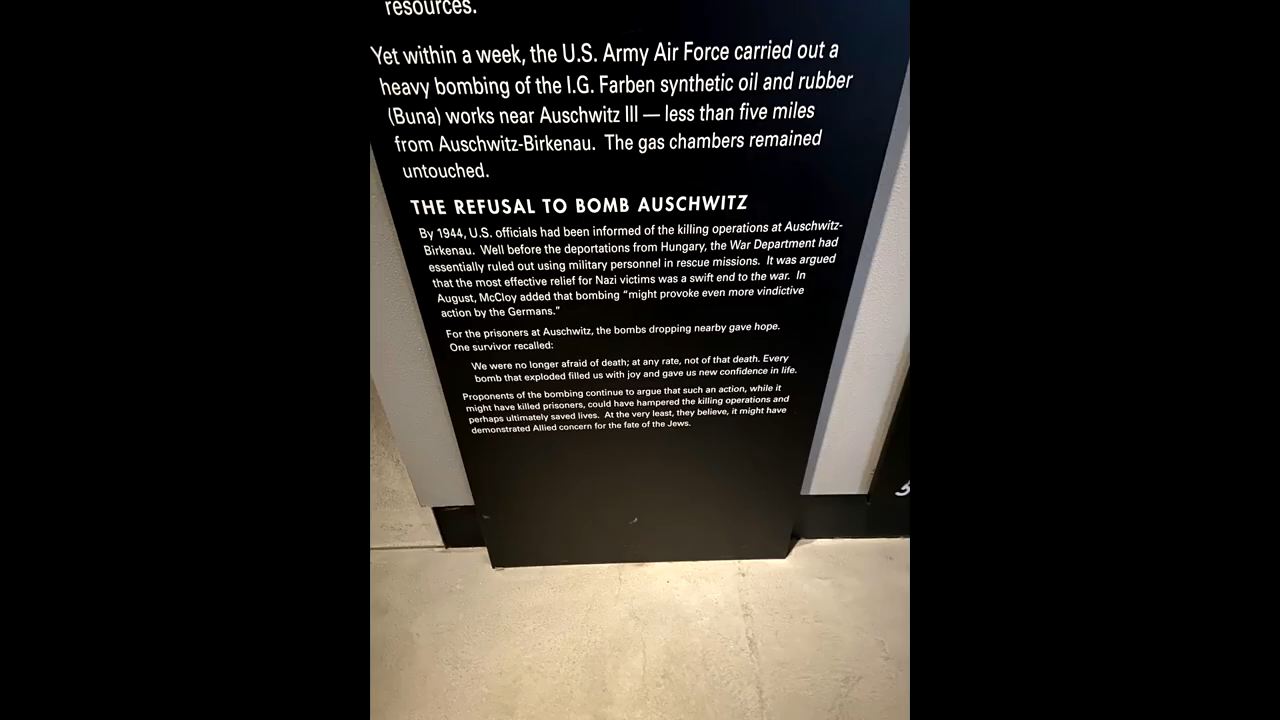 resources.
Yet within a week, the U.S. Army Air Force carried out a
heavy bombing of the I.G. Farben synthetic oil and rubber
(Buna) works near Auschwitz III — less than five miles
from Auschwitz-Birkenau. The gas chambers remained
untouched.
THE REFUSAL TO BOMB AUSCHWITZ
By 1944, U.S. officials had been informed of the killing operations at Auschwitz-
Birkenau. Well before the deportations from Hungary, the War Department had
essentially ruled out using military personnel in rescue missions. It was argued
that the most effective relief for Nazi victims was a swift end to the war. In
August, McCloy added that bombing “might provoke even more vindictive
action by the Germans.”
For the prisoners at Auschwitz, the bombs dropping nearby gave hope.
One survivor recalled:
We were no longer afraid of death; at any rate, not of that death. Every
bomb that exploded filled us with joy and gave us new confidence in life.
Proponents of the bombing continue to argue that such an action, while it
might have killed prisoners, could have hampered the killing operations and
perhaps ultimately saved lives. At the very least, they believe, it might have
demonstrated Allied concern for the fate of the Jews.